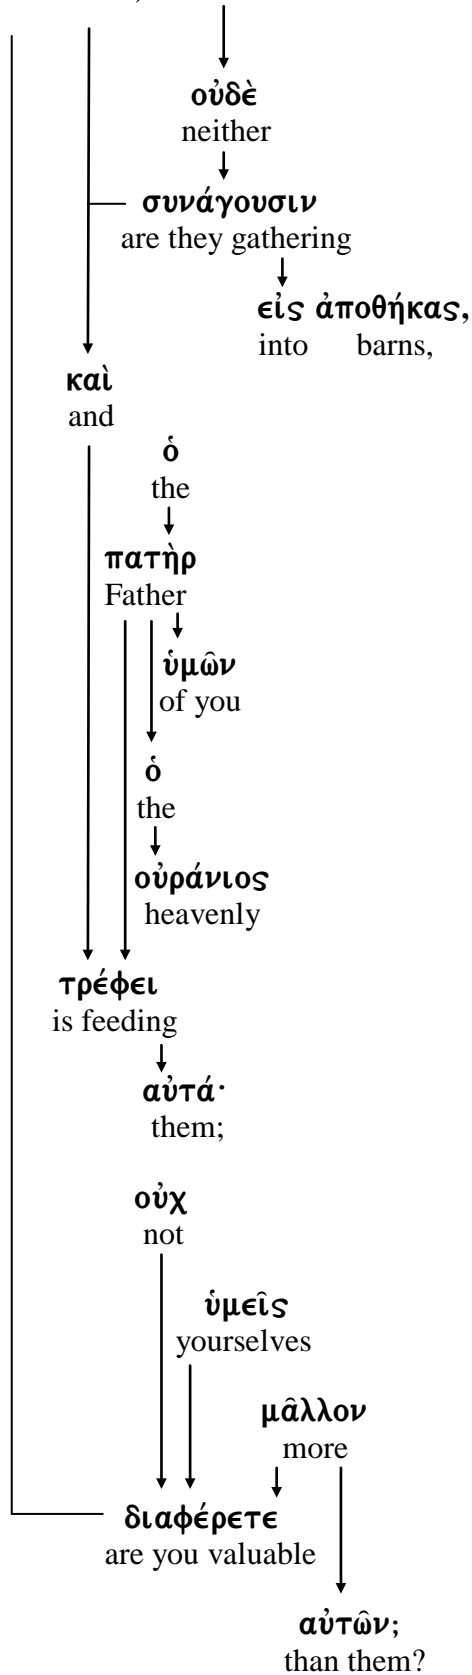 οὐδὲ
neither
συνάγουσιν
are they gathering
εἰς ἀποθήκας,
into barns,
καὶ
and
ὁ
the
πατὴρ
Father
ὑμῶν
of you
ὁ
the
οὐράνιος
heavenly
τρέφει
is feeding
αὐτά·
them;
οὐχ
not
ὑμεῖς
yourselves
μᾶλλον
more
διαφέρετε
are you valuable
αὐτῶν;
than them?